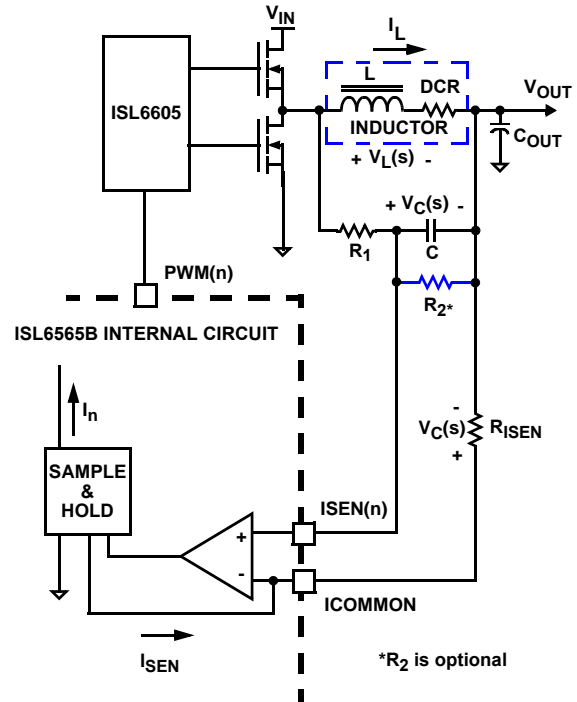 VIN
IL
ISL6605
L
DCR
VOUT
INDUCTOR
COUT
+ VL(s) -
+ VC(s) -
R1
C
PWM(n)
R2*
ISL6565B INTERNAL CIRCUIT
In
-
VC(s)
+
RISEN
SAMPLE
&
HOLD
ISEN(n)
+
-
ICOMMON
ISEN
*R2 is optional